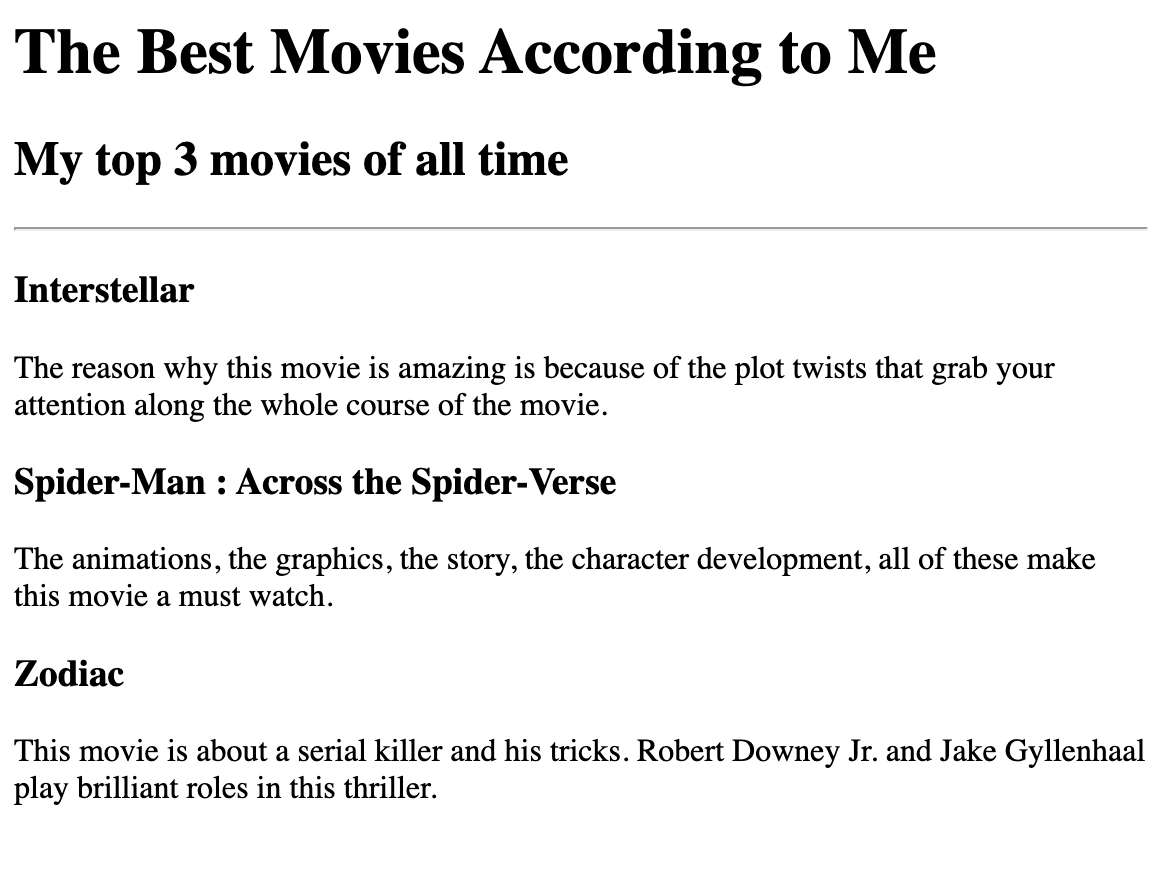 The Best Movies According to Me
My top 3 movies of all time
Interstellar
The reason why this movie is amazing is because of the plot twists that grab your
attention along the whole course of the movie.
Spider-Man : Across the Spider-Verse
The animations, the graphics, the story, the character development, all of these make
this movie a must watch.
Zodiac
This movie is about a serial killer and his tricks. Robert Downey Jr. and Jake Gyllenhaal
play brilliant roles in this thriller.